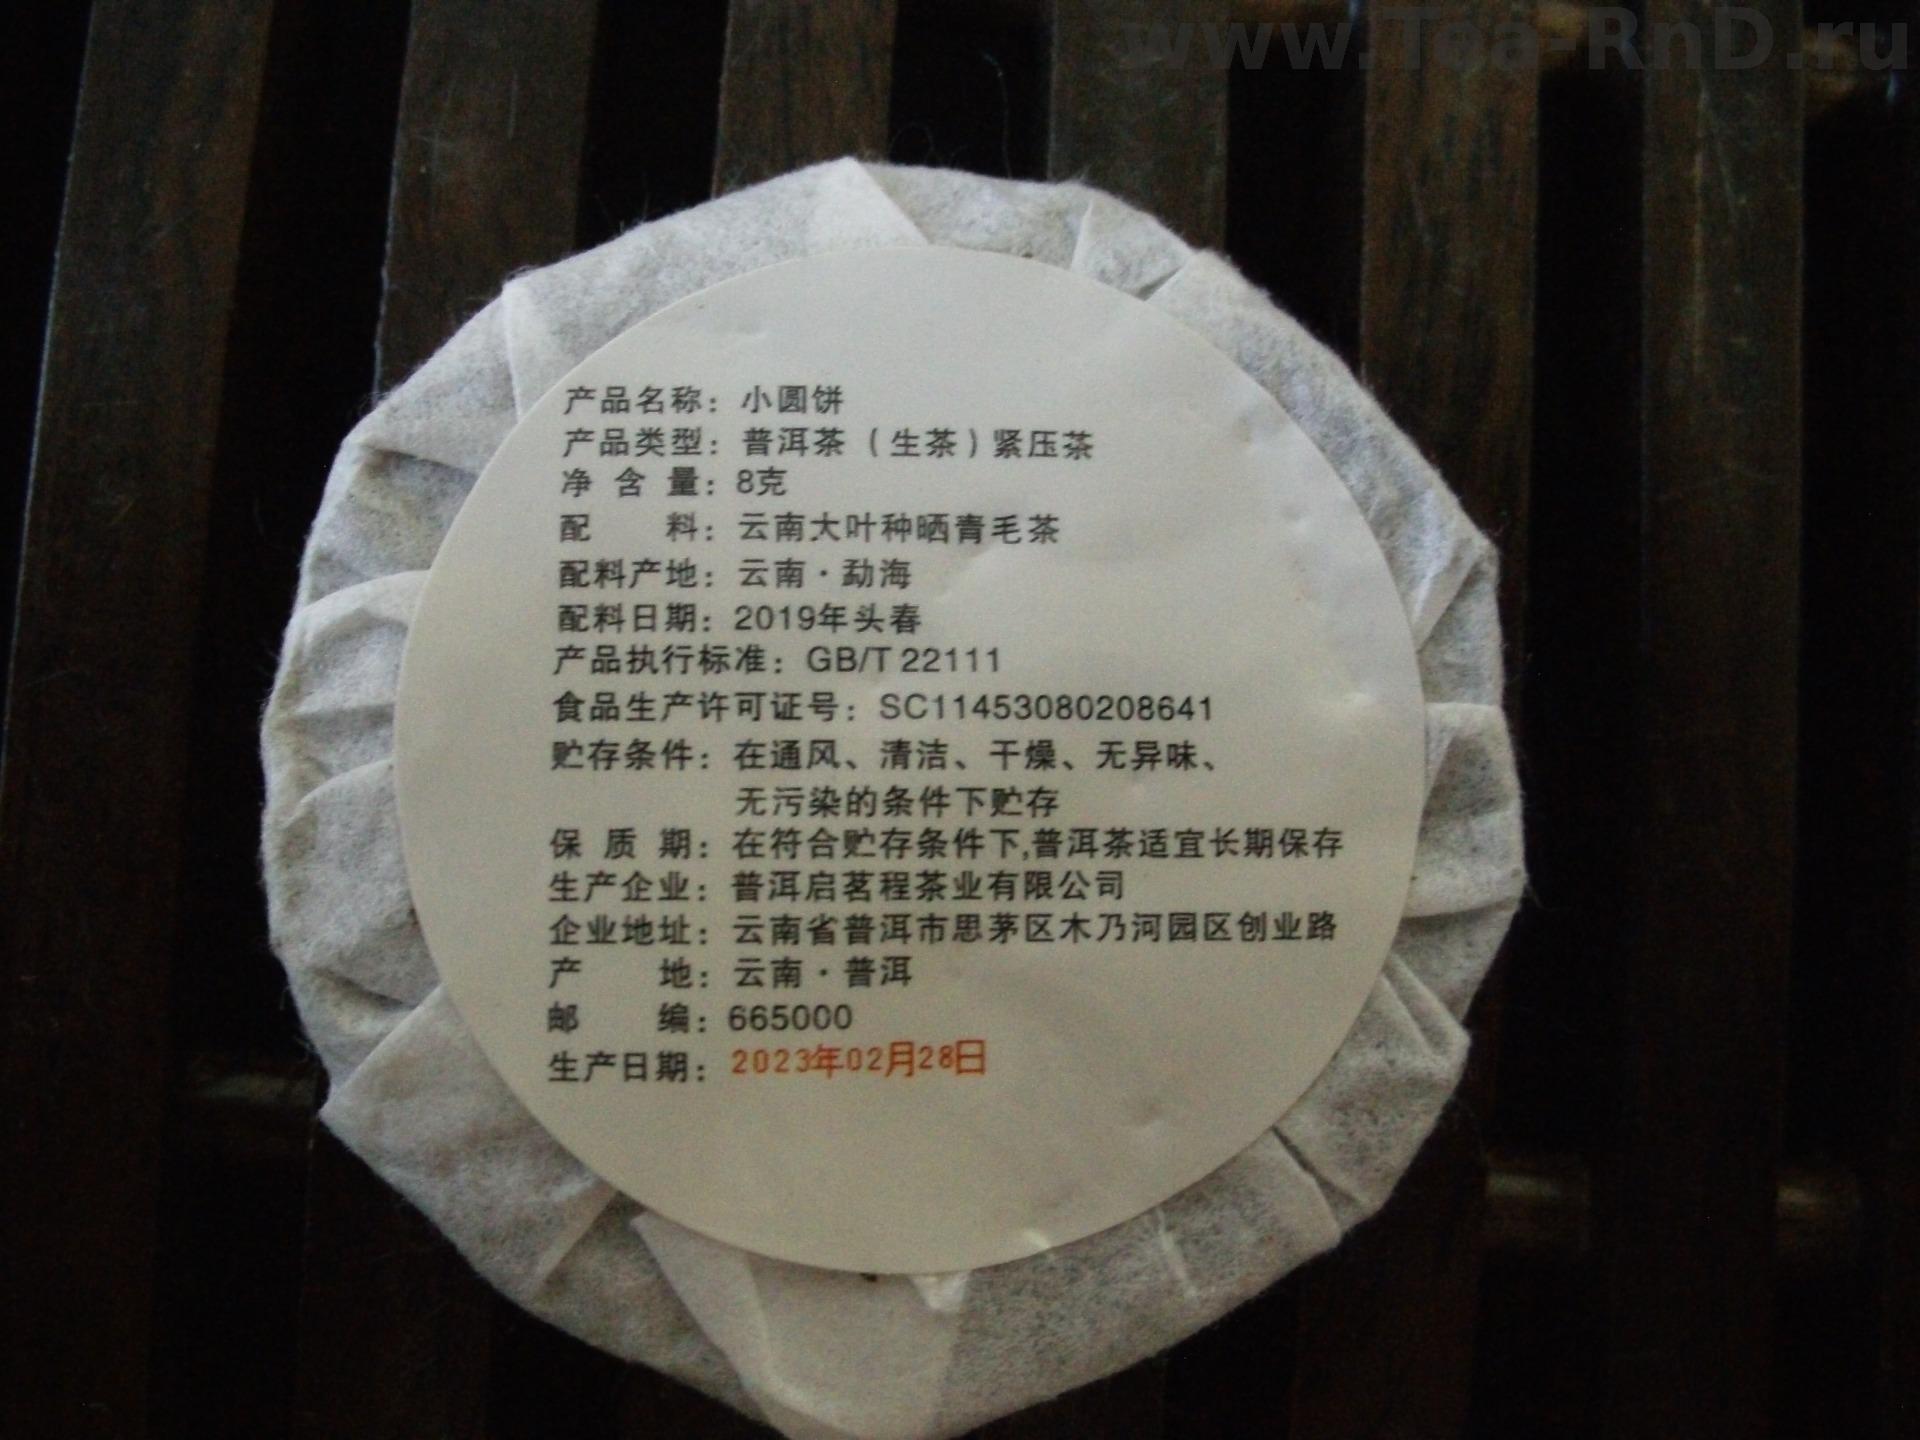 www.Toa-RnD.ru
产品名称：小圆饼
产品类型：普洱茶（生茶）紧压茶
净含量：8克
配料：云南大叶种晒青毛茶
配料产地：云南·勐海
配料日期：2019年头春
产品执行标准：GB/T 22111
食品生产许可证号：SC11453080208641
贮存条件：在通风、清洁、干燥、无异味、
无污染的条件下贮存
保质期：在符合贮存条件下,普洱茶适宜长期保存
生产企业：普洱启茗程茶业有限公司
企业地址：云南省普洱市思茅区木乃河园区创业路
产地：云南·普洱
邮编：665000
生产日期：2023年02月28日